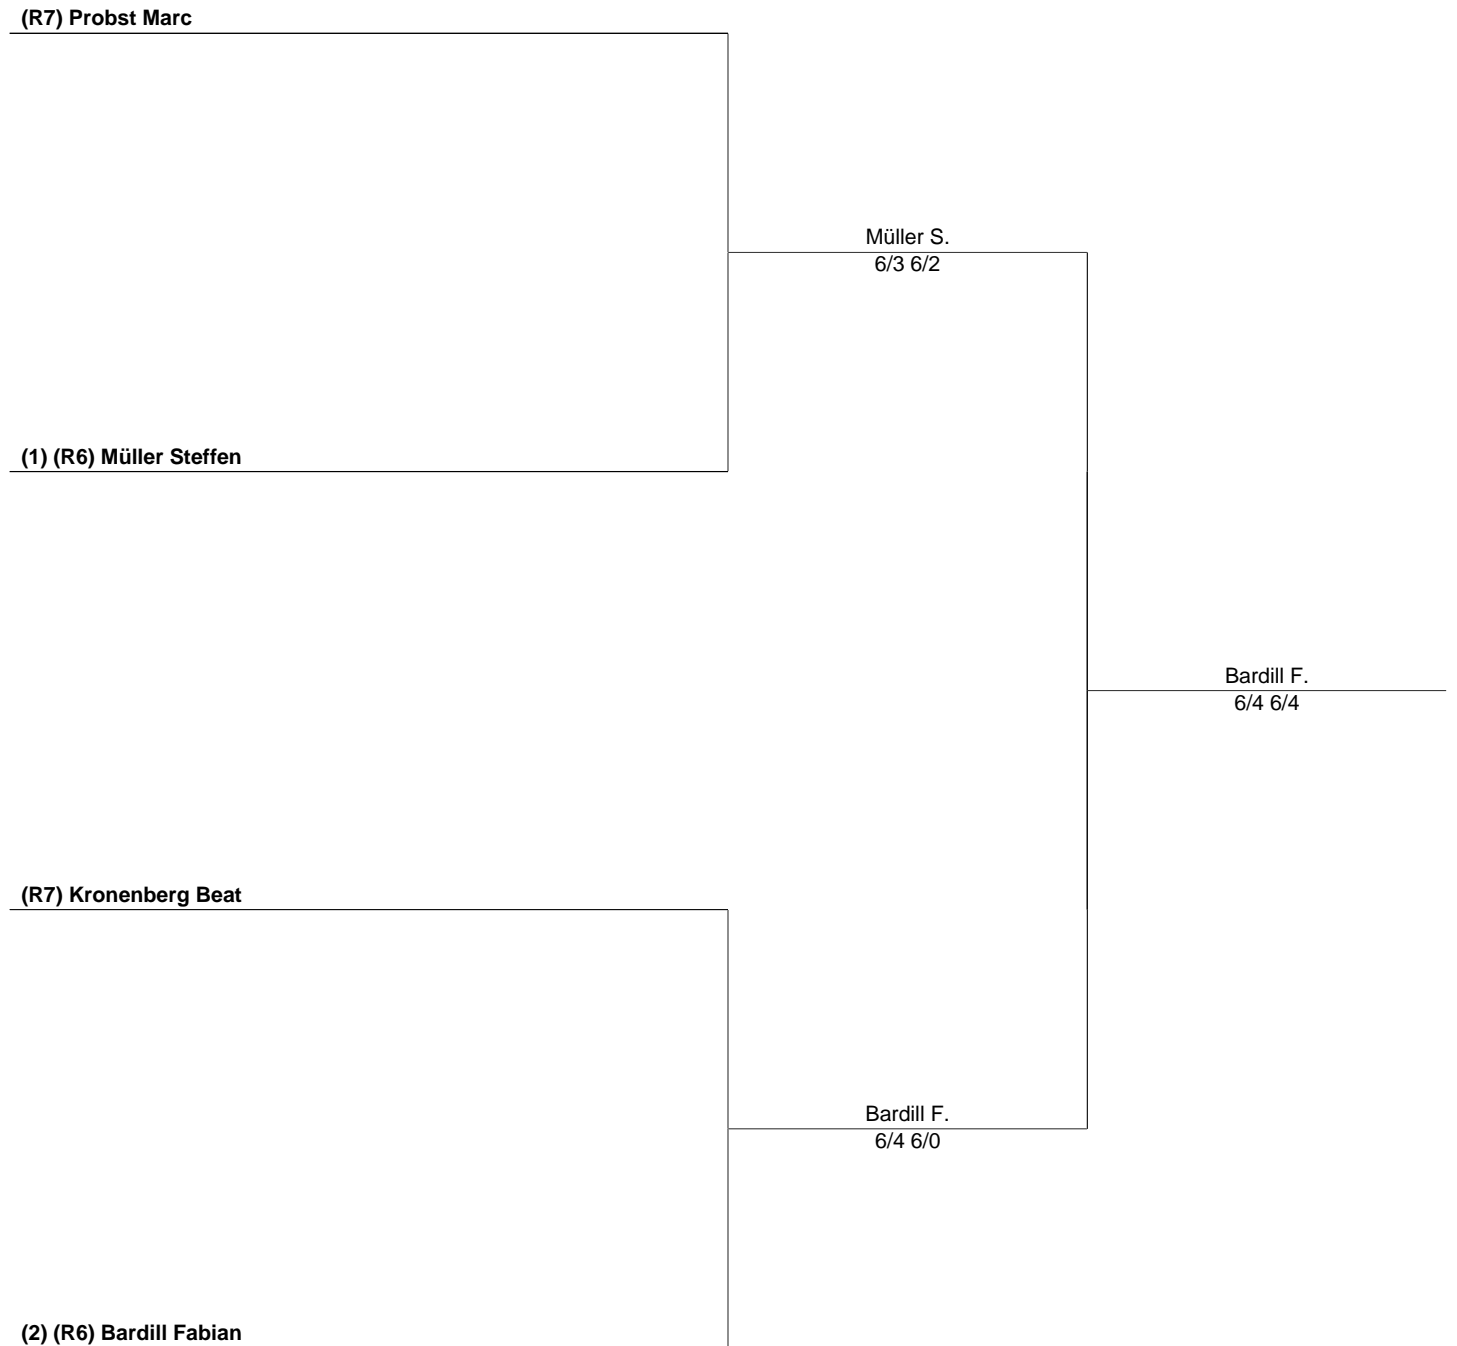 (R7) Probst Marc
Müller S.
6/3 6/2
(1) (R6) Müller Steffen
Bardill F.
6/4 6/4
(R7) Kronenberg Beat
Bardill F.
6/4 6/0
(2) (R6) Bardill Fabian